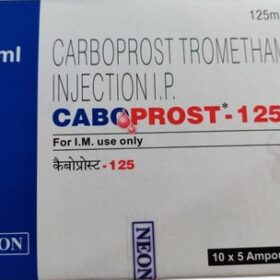 125m
ml
CARBOPROST TROMETHAM
INJECTION I.P.
CABOPROST*-125
For I.M. use only
कैबोप्रोस्ट -125
10 x 5 Ampo
ON
NEON